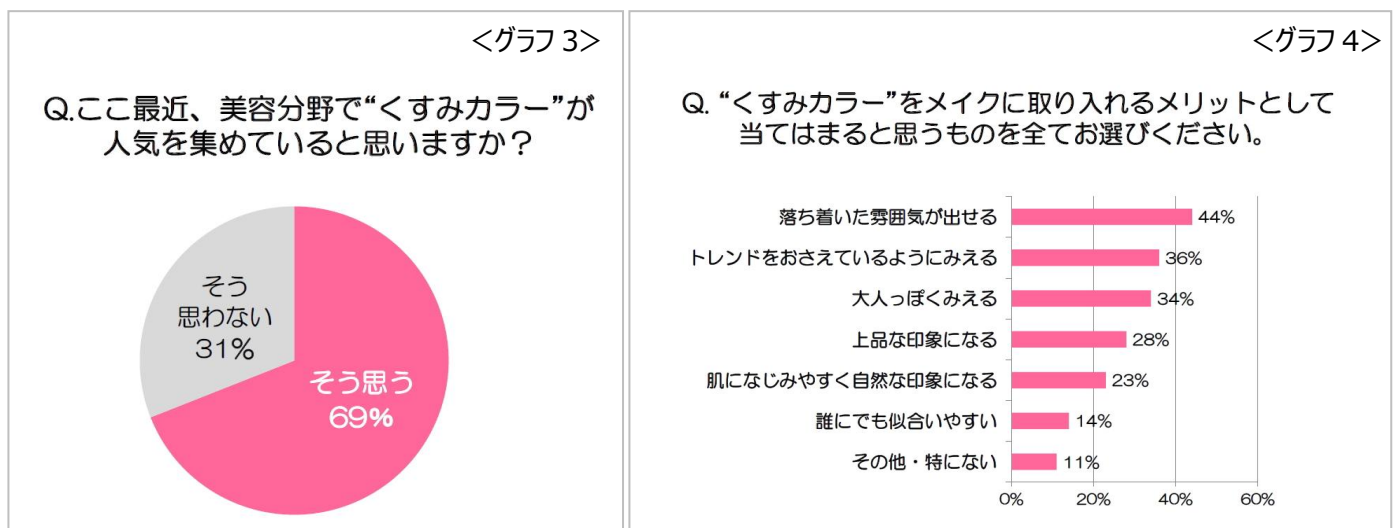 <グラフ 3>
Q.ここ最近、美容分野で“くすみカラー”が
人気を集めていると思いますか？
そう
思わない
31%
そう思う
69%
<グラフ 4>
Q. “くすみカラー”をメイクに取り入れるメリットとして
当てはまると思うものを全てお選びください。
落ち着いた雰囲気が出せる 44%
トレンドをおさえているようにみえる 36%
大人っぽくみえる 34%
上品な印象になる 28%
肌になじみやすく自然な印象になる 23%
誰にでも似合いやすい 14%
その他・特にない 11%
0% 20% 40% 60%